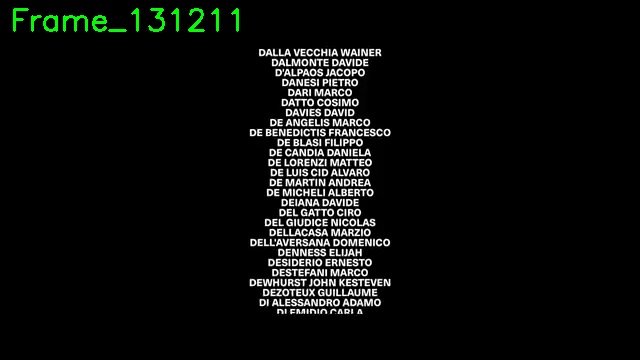 Frame_131211
DALLA VECCHIA WAINER
DALMONTE DAVIDE
D'ALPAOS JACOPO
DANESI PIETRO
DARI MARCO
DATTO COSIMO
DAVIES DAVID
DE ANGELIS MARCO
DE BENEDICTIS FRANCESCO
DE BLASI FILIPPO
DE CANDIA DANIELA
DE LORENZI MATTEO
DE LUIS CID ALVARO
DE MARTIN ANDREA
DE MICHELI ALBERTO
DEIANA DAVIDE
DEL GATTO CIRO
DEL GIUDICE NICOLAS
DELLACASA MARZIO
DELL'AVERSANA DOMENICO
DENNESS ELIJAH
DESIDERIO ERNESTO
DESTEFANI MARCO
DEWHURST JOHN KESTEVEN
DEZOTEUX GUILLAUME
DI ALESSANDRO ADAMO
DI EMIDIO CARLA